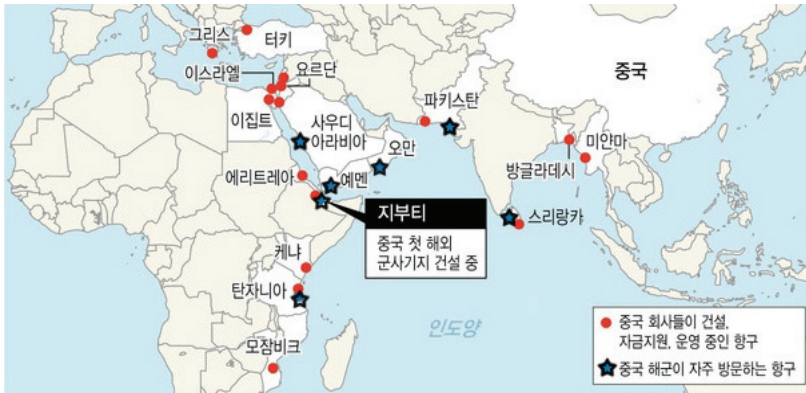 그리스
터키
중국
이스라엘
요르단
이집트
사우디
아라비아
파키스탄
오만
미얀마
방글라데시
에리트레아
예멘
지부티
중국 첫 해외
군사기지 건설 중
스리랑카
케냐
탄자니아
인도양
모잠비크
중국 회사들이 건설,
자금지원, 운영 중인 항구
중국 해군이 자주 방문하는 항구